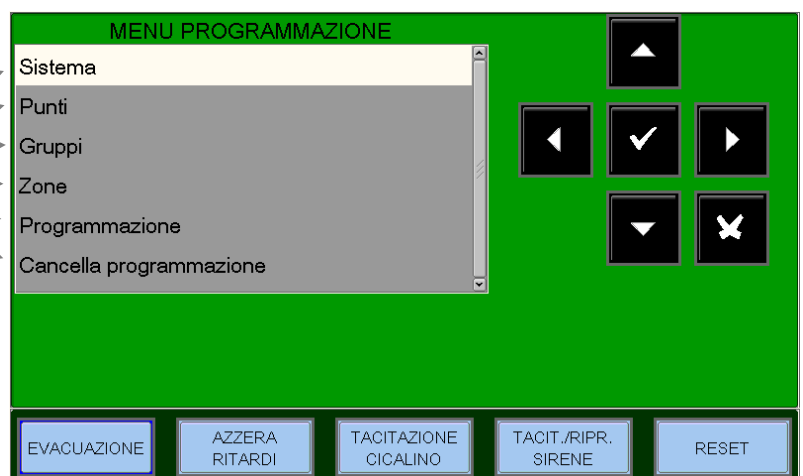 MENU PROGRAMMAZIONE
Sistema
Punti
Gruppi
Zone
Programmazione
Cancella programmazione
EVACUAZIONE
AZZERA
RITARDI
TACITAZIONE
CICALINO
TACIT./RIPR.
SIRENE
RESET